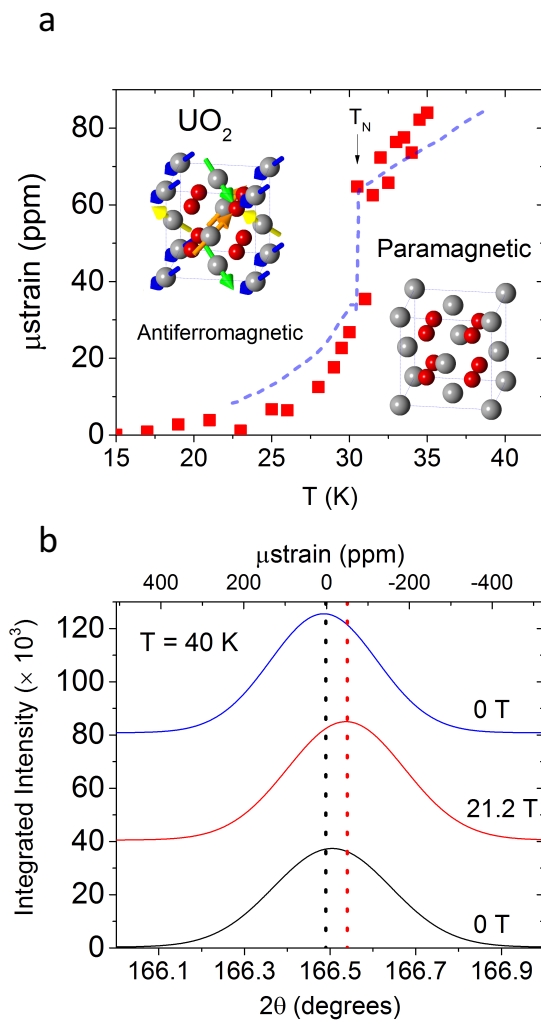 a
UO2
TN
Paramagnetic
Antiferromagnetic
μstrain (ppm)
80
60
40
20
0
15 20 25 30 35 40
T (K)
b
μstrain (ppm)
400 200 0 -200 -400
T = 40 K
0 T
21.2 T
0 T
Integrated Intensity (× 10³)
120
100
80
60
40
20
0
166.1 166.3 166.5 166.7 166.9
2θ (degrees)